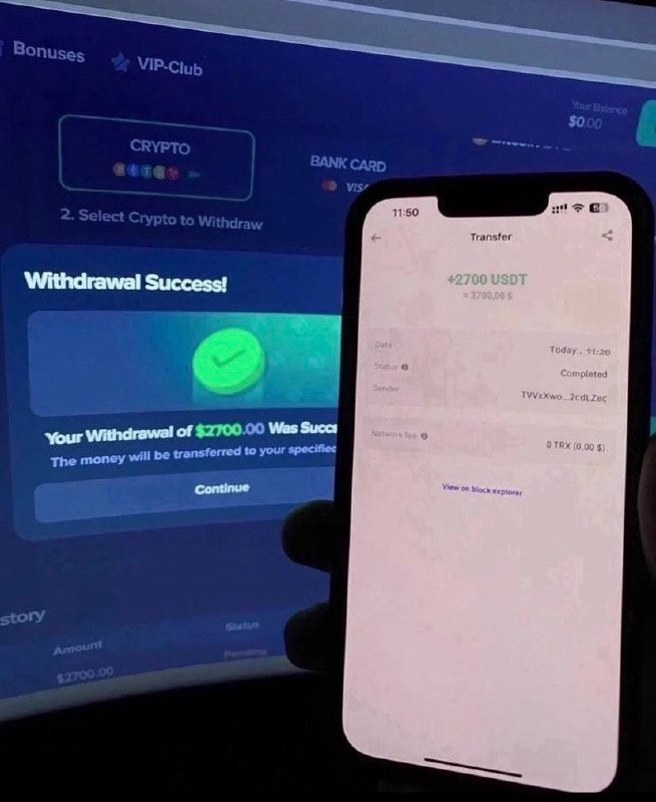 Bonuses
VIP-Club
Your Balance
$0.00
CRYPTO
BANK CARD
2. Select Crypto to Withdraw
Withdrawal Success!
Your Withdrawal of $2700.00 Was Succ
The money will be transferred to your specifie
Continue
story
Amount
Status
$2700.00
Pending
11:50
Transfer
+2700 USDT
≈ 2700,00 $
Date
Today, 11:20
Status
Completed
Sender
TVVxXwo...2cdLZec
Network fee
0 TRX (0.00 $)
View on block explorer